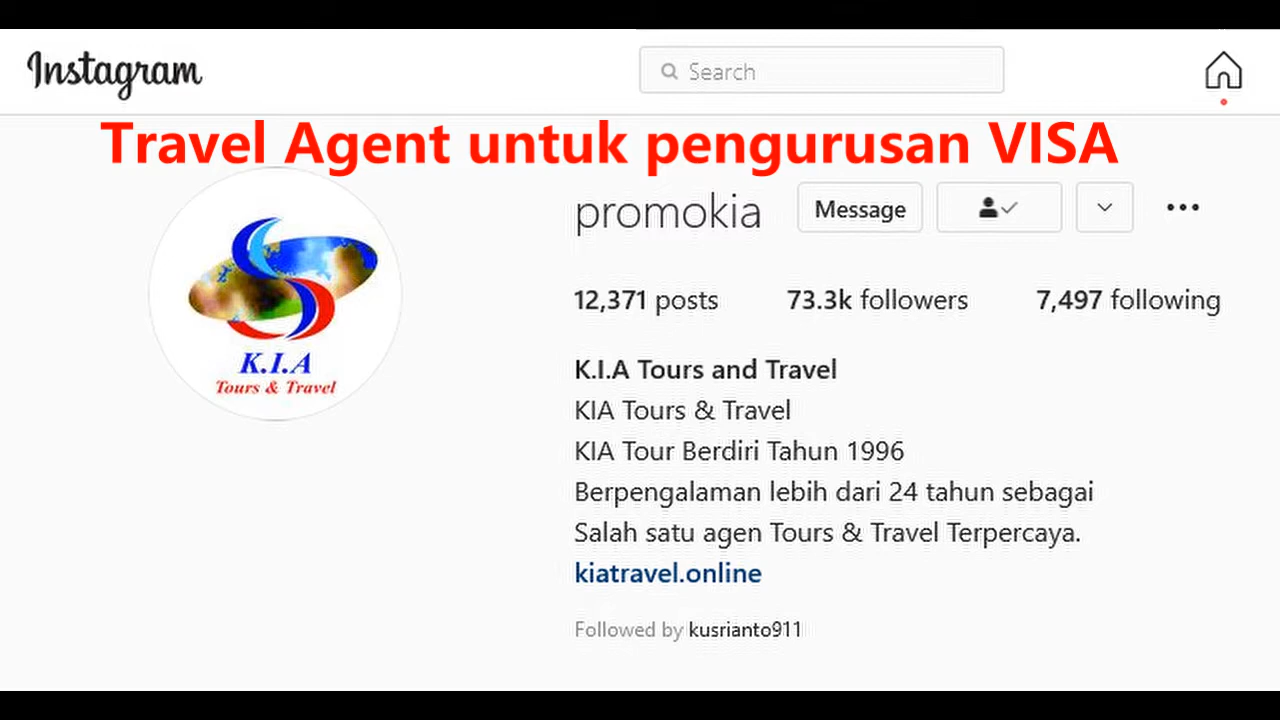 Instagram
Search
Travel Agent untuk pengurusan VISA
promokia
Message
12,371 posts
73.3k followers
7,497 following
K.I.A
Tours & Travel
K.I.A Tours and Travel
KIA Tours & Travel
KIA Tour Berdiri Tahun 1996
Berpengalaman lebih dari 24 tahun sebagai
Salah satu agen Tours & Travel Terpercaya.
kiatravel.online
Followed by kusrianto911